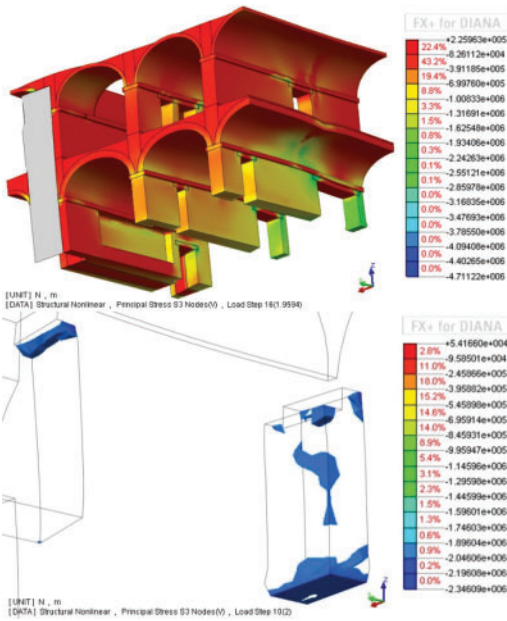 FX+ for DIANA
+2.25963e+005
22.4%
-8.26112e+004
43.2%
-3.91185e+005
19.4%
-6.99760e+005
8.8%
-1.00833e+006
3.3%
-1.31691e+006
1.5%
-1.62548e+006
0.8%
-1.93406e+006
0.3%
-2.24263e+006
0.1%
-2.55121e+006
0.1%
-2.85978e+006
0.0%
-3.16835e+006
0.0%
-3.47693e+006
0.0%
-3.78550e+006
0.0%
-4.09408e+006
0.0%
-4.40265e+006
0.0%
-4.71122e+006
Z
[UNIT] N , m
[DATA] Structural Nonlinear , Principal Stress S3 Nodes(V) , Load Step 16(1.9594)
FX+ for DIANA
+5.41660e+004
2.8%
-9.58501e+004
11.0%
-2.45866e+005
18.0%
-3.95882e+005
15.2%
-5.45898e+005
14.6%
-6.95914e+005
14.0%
-8.45931e+005
8.9%
-9.95947e+005
5.4%
-1.14596e+006
3.1%
-1.29598e+006
2.3%
-1.44599e+006
1.5%
-1.59601e+006
1.3%
-1.74603e+006
0.6%
-1.89604e+006
0.9%
-2.04606e+006
0.2%
-2.19608e+006
0.0%
-2.34609e+006
Z
[UNIT] N , m
[DATA] Structural Nonlinear , Principal Stress S3 Nodes(V) , Load Step 10(2)